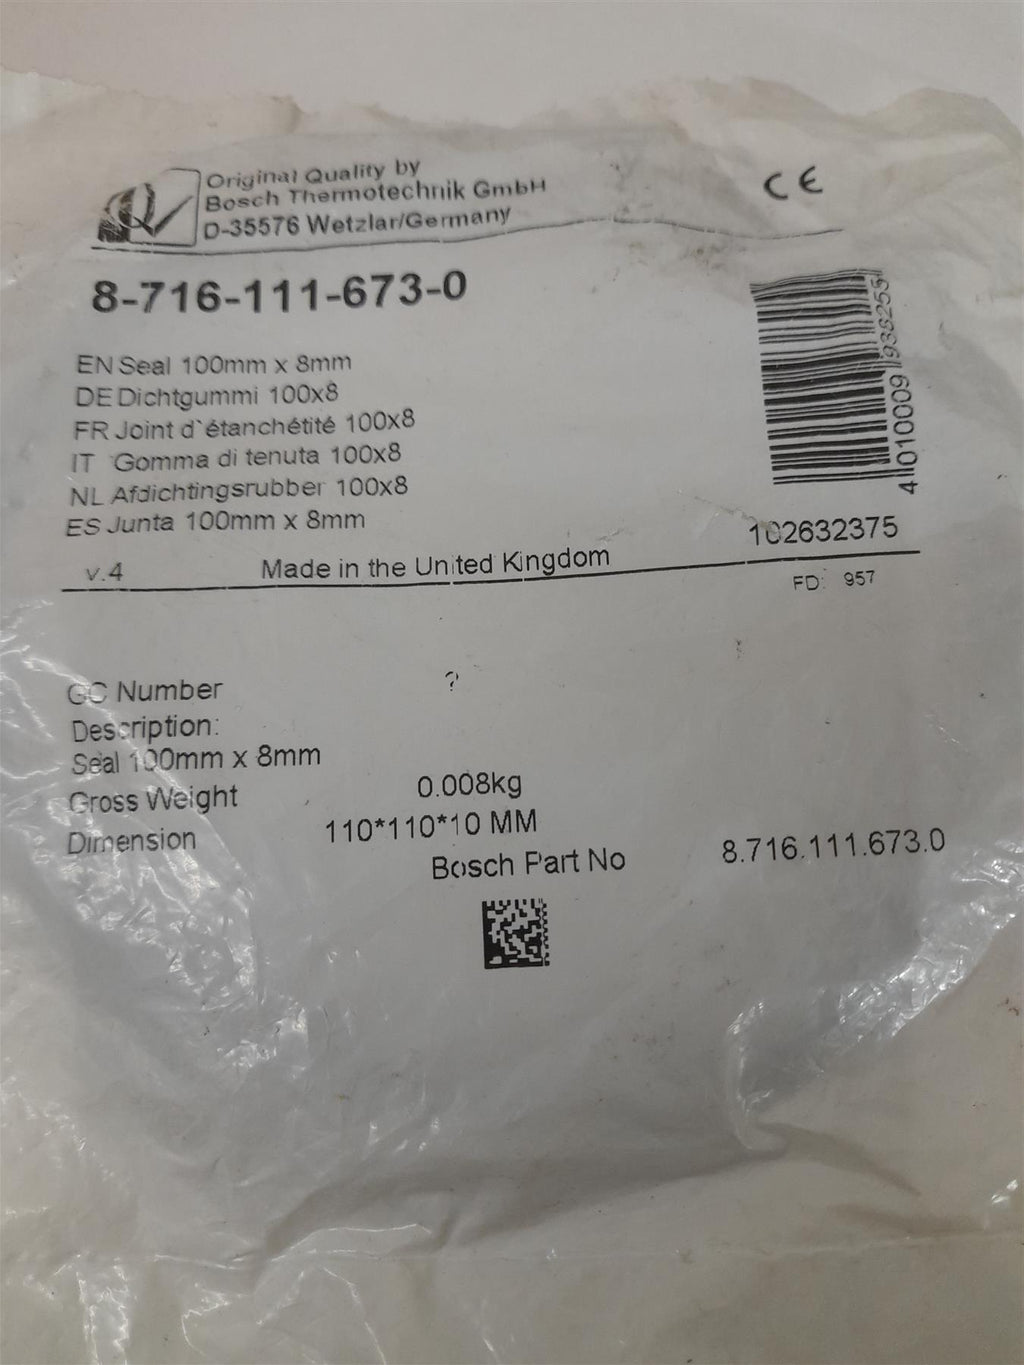 Original Quality by
Bosch Thermotechnik GmbH
D-35576 Wetzlar/Germany
CE
8-716-111-673-0
EN Seal 100mm x 8mm
DE Dichtgummi 100x8
FR Joint d`étanchétité 100x8
IT Gomma di tenuta 100x8
NL Afdichtingsrubber 100x8
ES Junta 100mm x 8mm
4 010009 938255
102632375
v.4 Made in the United Kingdom
FD: 957
GC Number ?
Description:
Seal 100mm x 8mm
Gross Weight 0.008kg
Dimension 110*110*10 MM
Bosch Part No 8.716.111.673.0